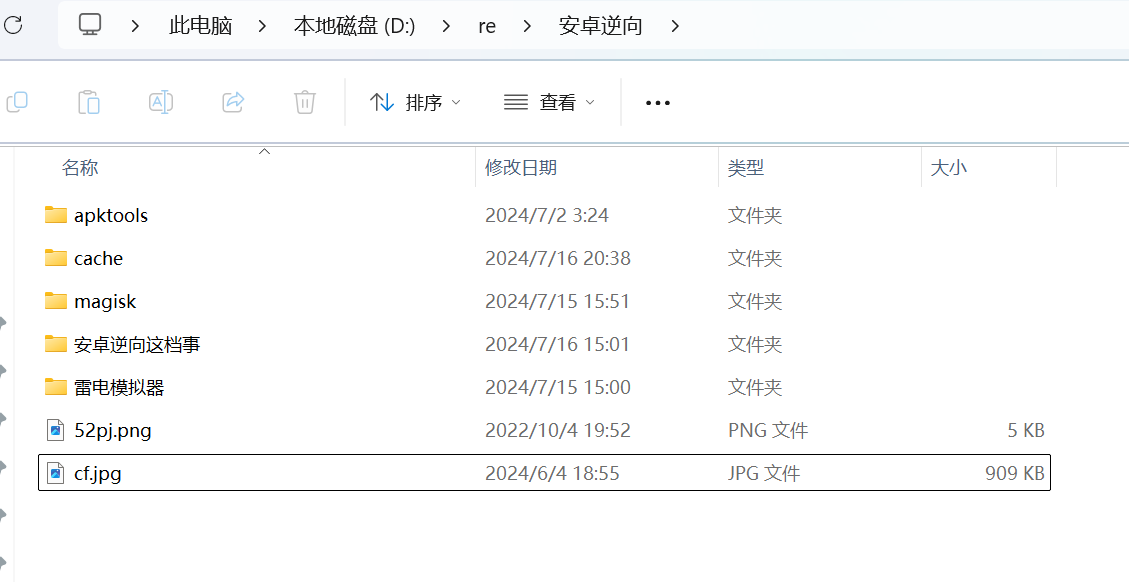 此电脑 本地磁盘 (D:) re 安卓逆向
排序 查看
名称 修改日期 类型 大小
apktools 2024/7/2 3:24 文件夹
cache 2024/7/16 20:38 文件夹
magisk 2024/7/15 15:51 文件夹
安卓逆向这档事 2024/7/16 15:01 文件夹
雷电模拟器 2024/7/15 15:00 文件夹
52pj.png 2022/10/4 19:52 PNG 文件 5 KB
cf.jpg 2024/6/4 18:55 JPG 文件 909 KB